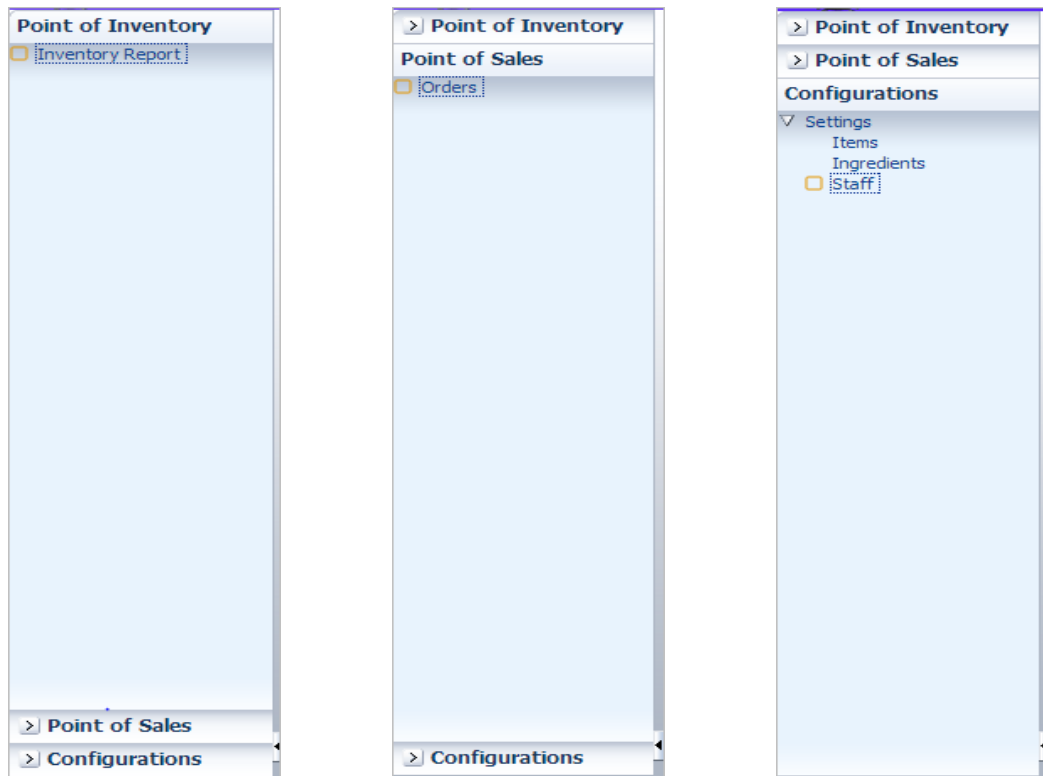 Point of Inventory
Inventory Report
Point of Sales
Configurations
Point of Inventory
Point of Sales
Orders
Configurations
Point of Inventory
Point of Sales
Configurations
Settings
Items
Ingredients
Staff